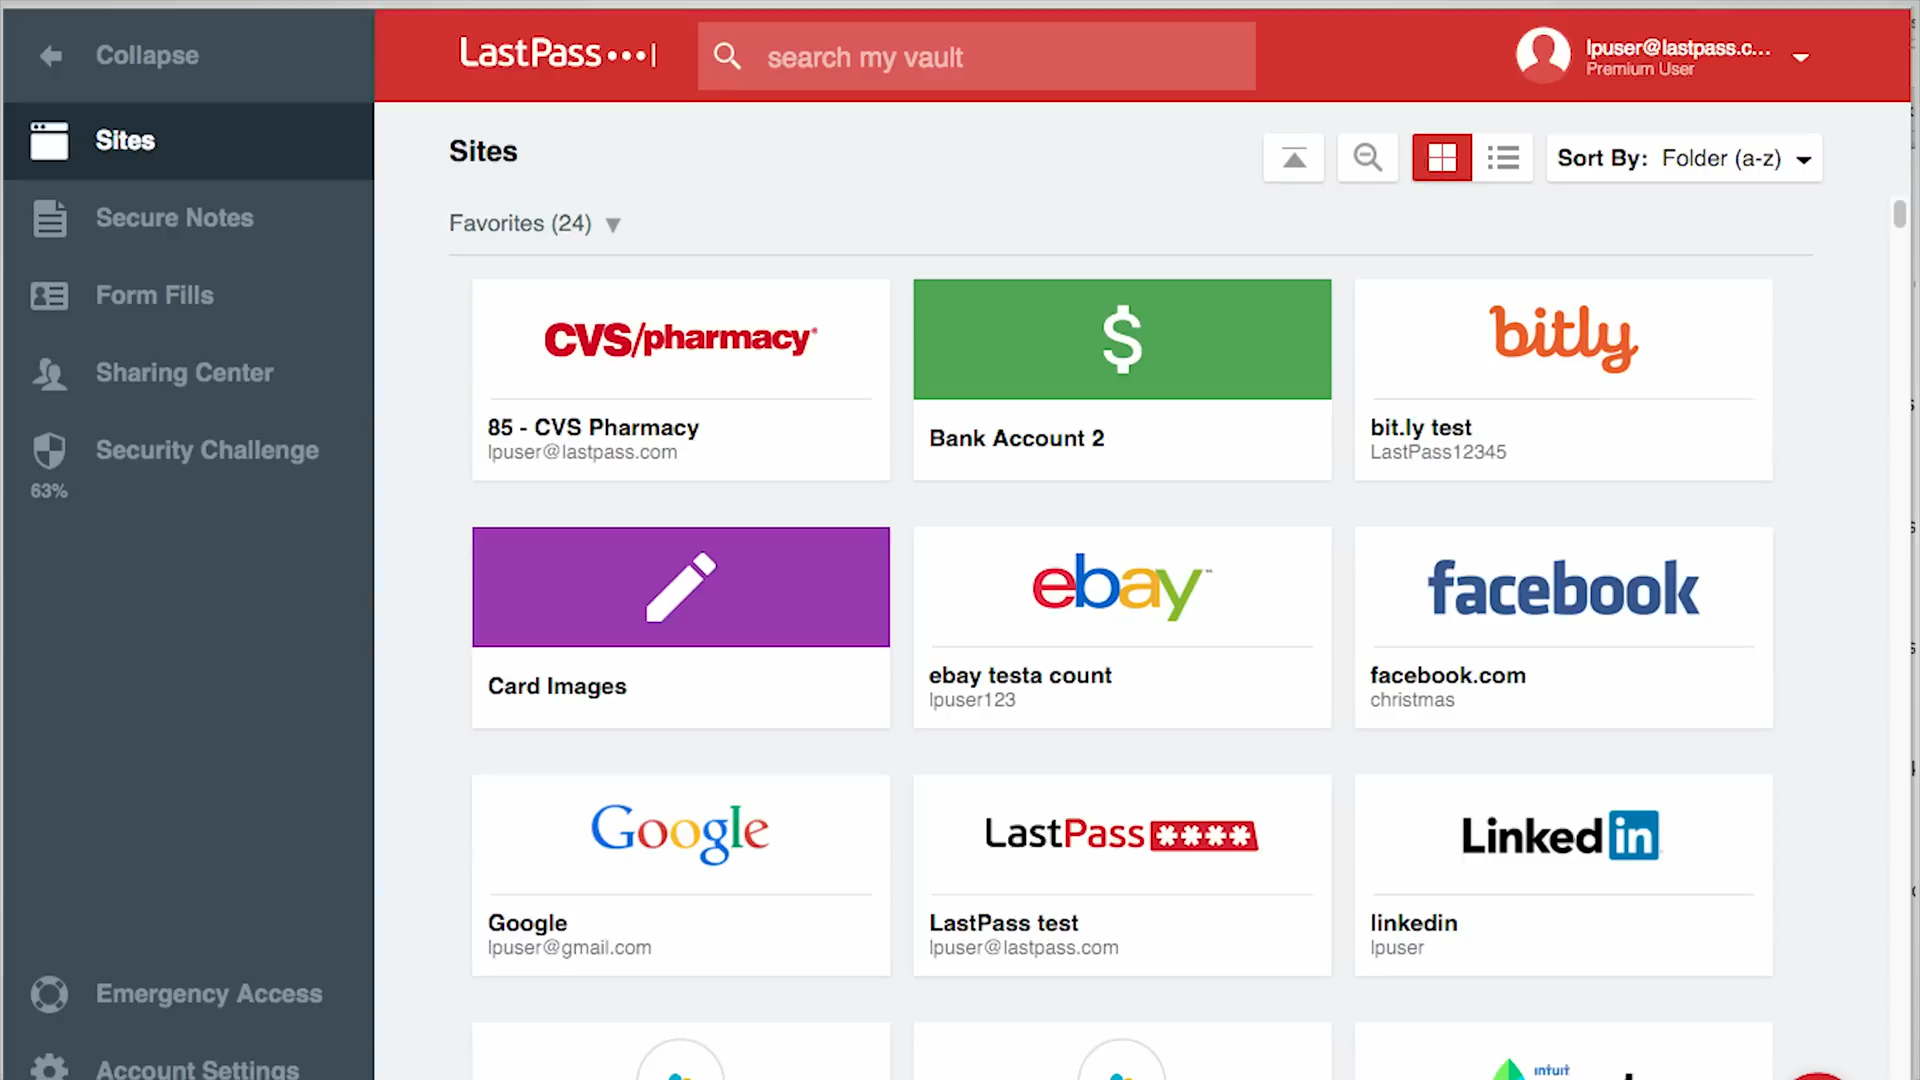 Collapse
LastPass
search my vault
lpuser@lastpass.c...
Premium User
Sites
Secure Notes
Form Fills
Sharing Center
Security Challenge
63%
Emergency Access
Account Settings
Sites
Sort By: Folder (a-z)
Favorites (24)
CVS/pharmacy
$
bitly
85 - CVS Pharmacy
lpuser@lastpass.com
Bank Account 2
bit.ly test
LastPass12345
ebay™
facebook
Card Images
ebay testa count
lpuser123
facebook.com
christmas
Google
LastPass ****
Linked in
Google
lpuser@gmail.com
LastPass test
lpuser@lastpass.com
linkedin
lpuser
intuit